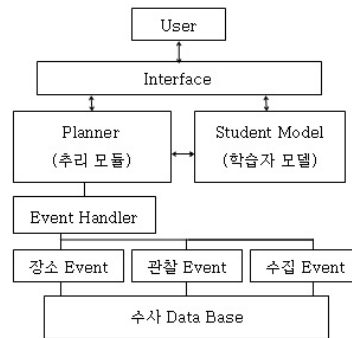 User
Interface
Planner
(추리 모듈)
Student Model
(학습자 모델)
Event Handler
장소 Event
관찰 Event
수집 Event
수사 Data Base